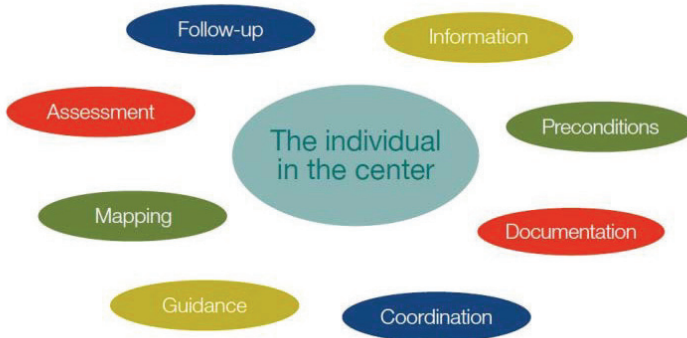 Follow-up
Information
Assessment
The individual
in the center
Preconditions
Mapping
Documentation
Guidance
Coordination